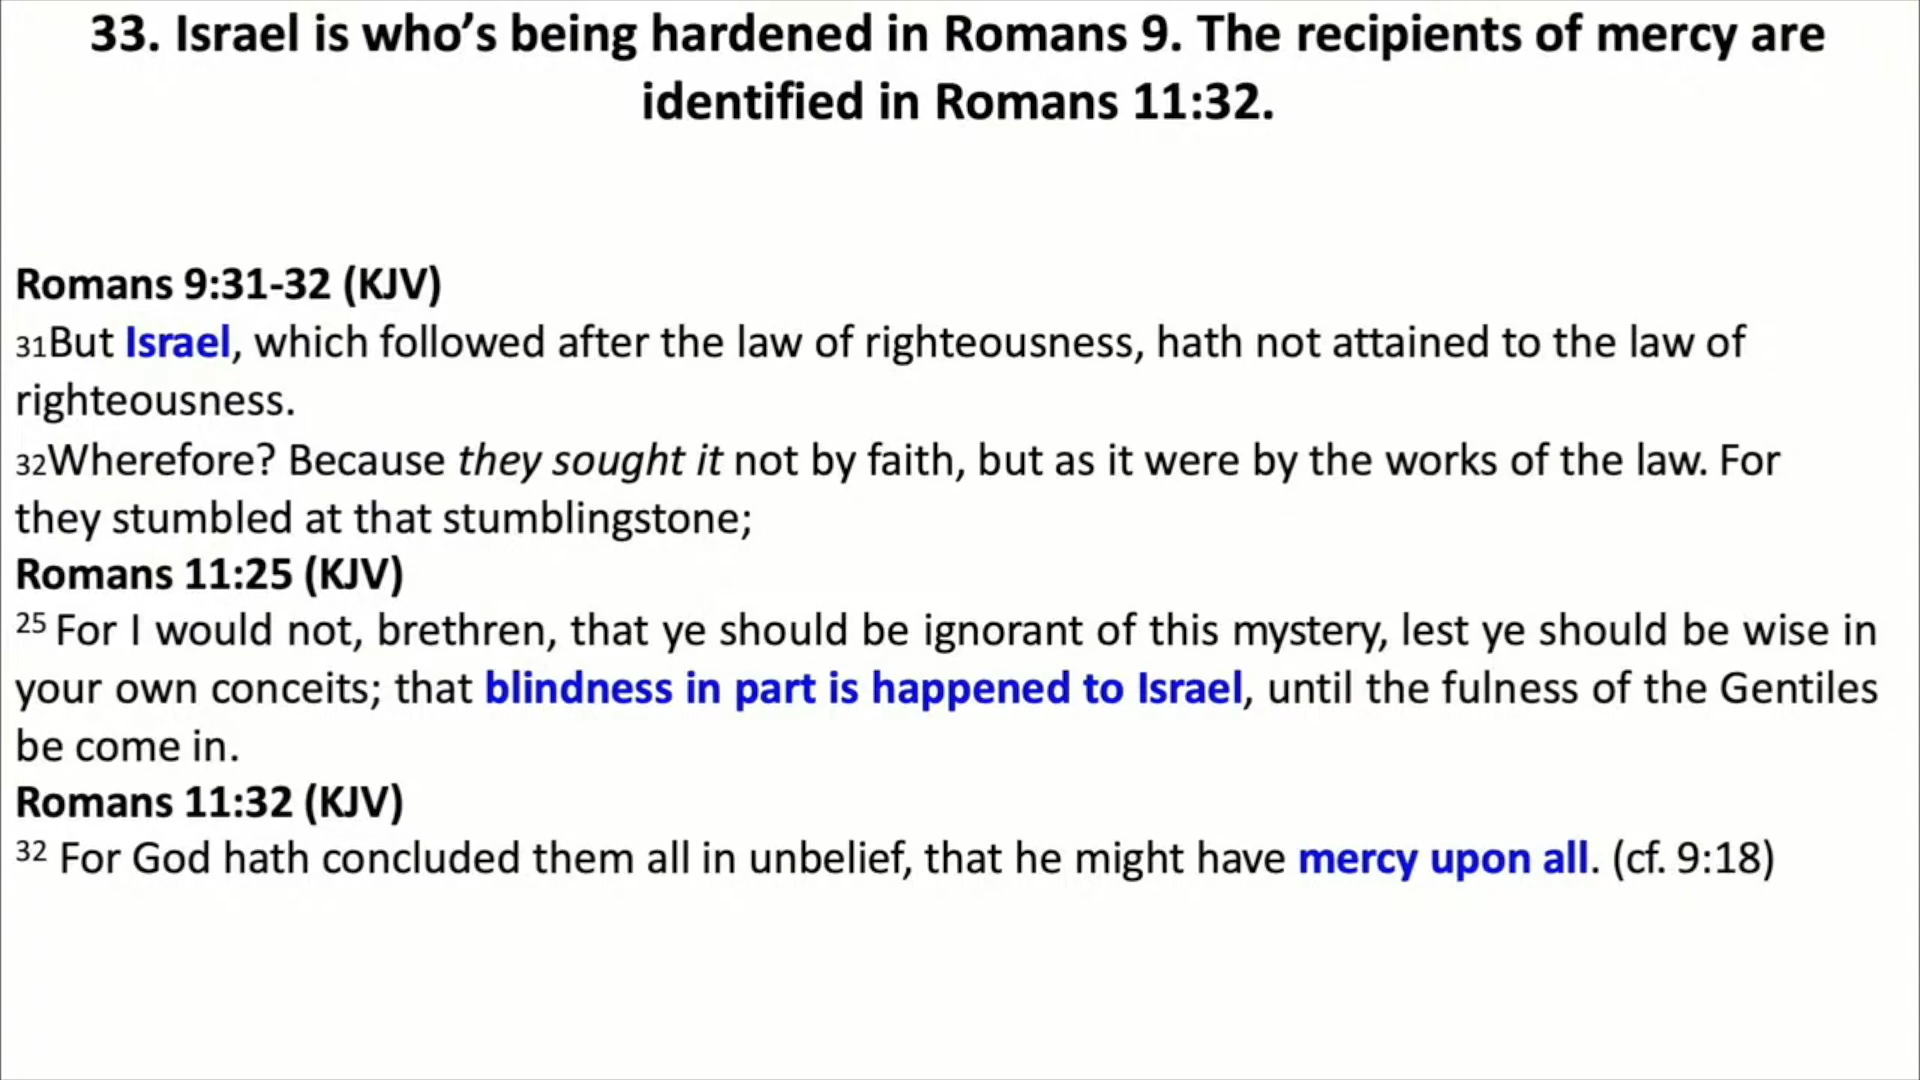 33. Israel is who’s being hardened in Romans 9. The recipients of mercy are
identified in Romans 11:32.
Romans 9:31-32 (KJV)
31But Israel, which followed after the law of righteousness, hath not attained to the law of
righteousness.
32Wherefore? Because they sought it not by faith, but as it were by the works of the law. For
they stumbled at that stumblingstone;
Romans 11:25 (KJV)
25 For I would not, brethren, that ye should be ignorant of this mystery, lest ye should be wise in
your own conceits; that blindness in part is happened to Israel, until the fulness of the Gentiles
be come in.
Romans 11:32 (KJV)
32 For God hath concluded them all in unbelief, that he might have mercy upon all. (cf. 9:18)